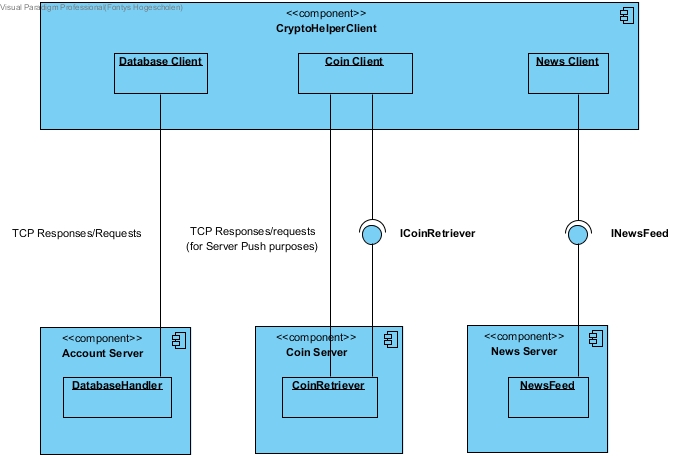 Visual Paradigm Professional(Fontys Hogescholen)
<<component>>
CryptoHelperClient
Database Client
Coin Client
News Client
TCP Responses/Requests
TCP Responses/requests
(for Server Push purposes)
ICoinRetriever
INewsFeed
<<component>>
Account Server
DatabaseHandler
<<component>>
Coin Server
CoinRetriever
<<component>>
News Server
NewsFeed